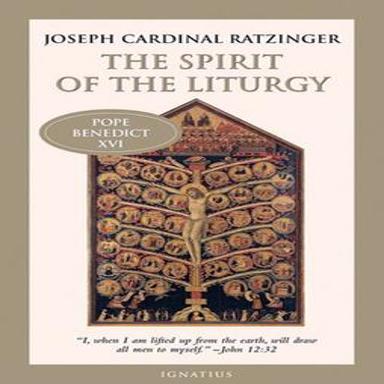 JOSEPH CARDINAL RATZINGER
THE SPIRIT
OF THE LITURGY
POPE
BENEDICT
XVI
"I, when I am lifted up from the earth, will draw
all men to myself." —John 12:32
IGNATIUS